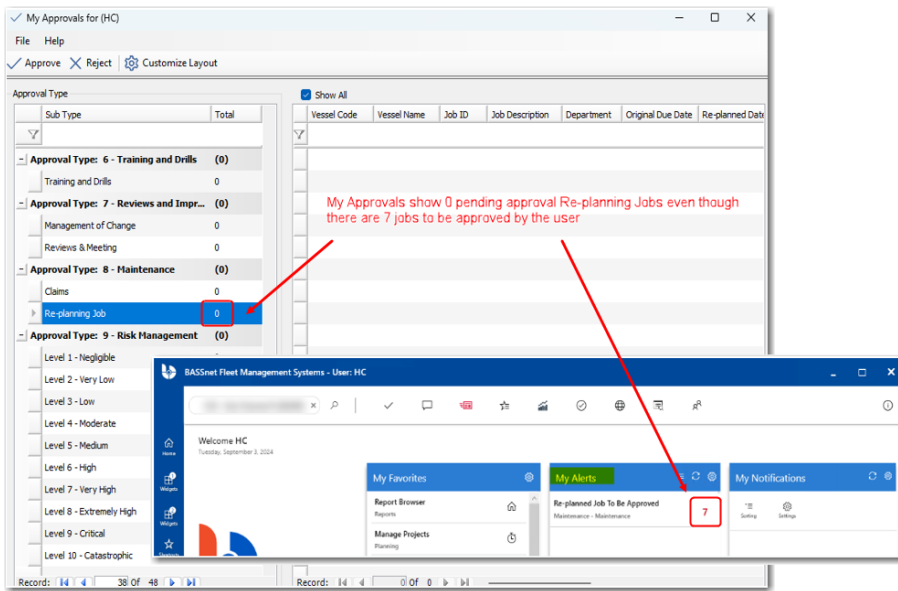 My Approvals for (HC)
File Help
Approve Reject Customize Layout
Approval Type
Show All
Sub Type Total
Vessel Code Vessel Name Job ID Job Description Department Original Due Date Re-planned Date
Approval Type: 6 - Training and Drills (0)
Training and Drills 0
Approval Type: 7 - Reviews and Impr... (0)
Management of Change 0
Reviews & Meeting 0
Approval Type: 8 - Maintenance (0)
Claims 0
Re-planning Job 0
Approval Type: 9 - Risk Management (0)
Level 1 - Negligible
Level 2 - Very Low
Level 3 - Low
Level 4 - Moderate
Level 5 - Medium
Level 6 - High
Level 7 - Very High
Level 8 - Extremely High
Level 9 - Critical
Level 10 - Catastrophic
Record: 38 Of 48
Record: 0 Of 0
My Approvals show 0 pending approval Re-planning Jobs even though
there are 7 jobs to be approved by the user
BASSnet Fleet Management Systems - User: HC
Home
Widgets
Widgets
Welcome HC
Tuesday, September 3, 2024
My Favorites
Report Browser
Reports
Manage Projects
Planning
My Alerts
Re-planned Job To Be Approved
Maintenance - Maintenance
7
My Notifications
Sorting Settings